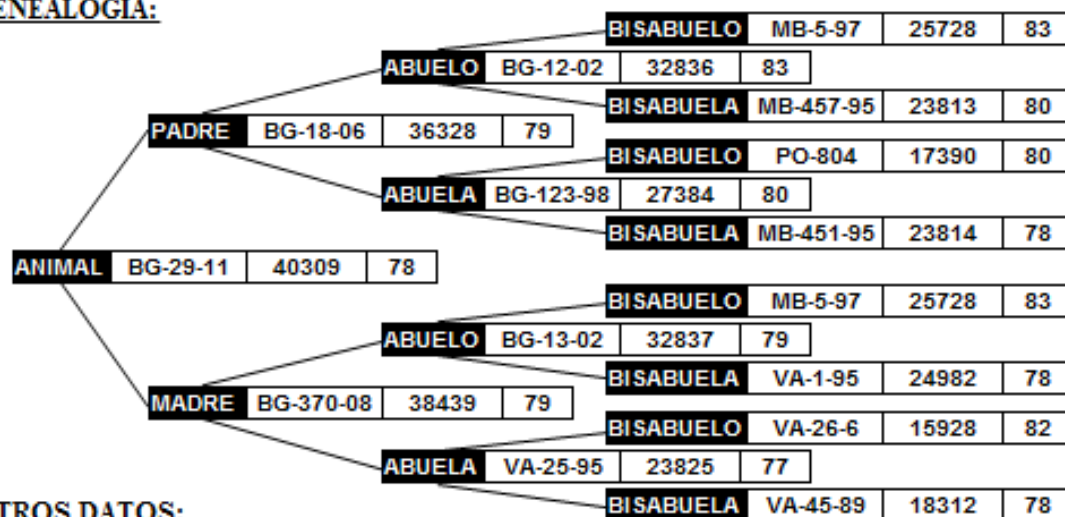 ENEALOGIA:
BISABUELO MB-5-97 25728 83
ABUELO BG-12-02 32836 83
BISABUELA MB-457-95 23813 80
PADRE BG-18-06 36328 79
BISABUELO PO-804 17390 80
ABUELA BG-123-98 27384 80
BISABUELA MB-451-95 23814 78
ANIMAL BG-29-11 40309 78
BISABUELO MB-5-97 25728 83
ABUELO BG-13-02 32837 79
BISABUELA VA-1-95 24982 78
MADRE BG-370-08 38439 79
BISABUELO VA-26-6 15928 82
ABUELA VA-25-95 23825 77
BISABUELA VA-45-89 18312 78
TROS DATOS: